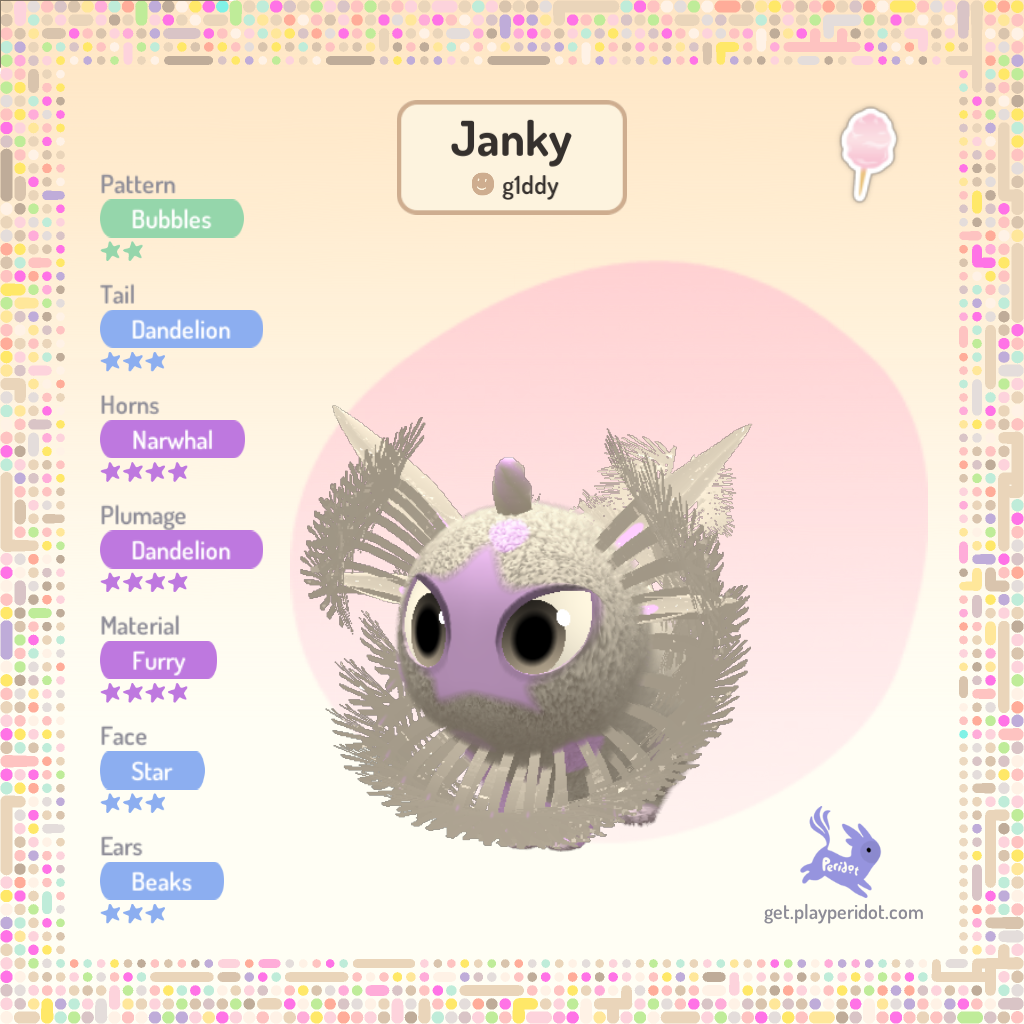 Janky
g1ddy
Pattern
Bubbles
Tail
Dandelion
Horns
Narwhal
Plumage
Dandelion
Material
Furry
Face
Star
Ears
Beaks
Peridot
get.playperidot.com